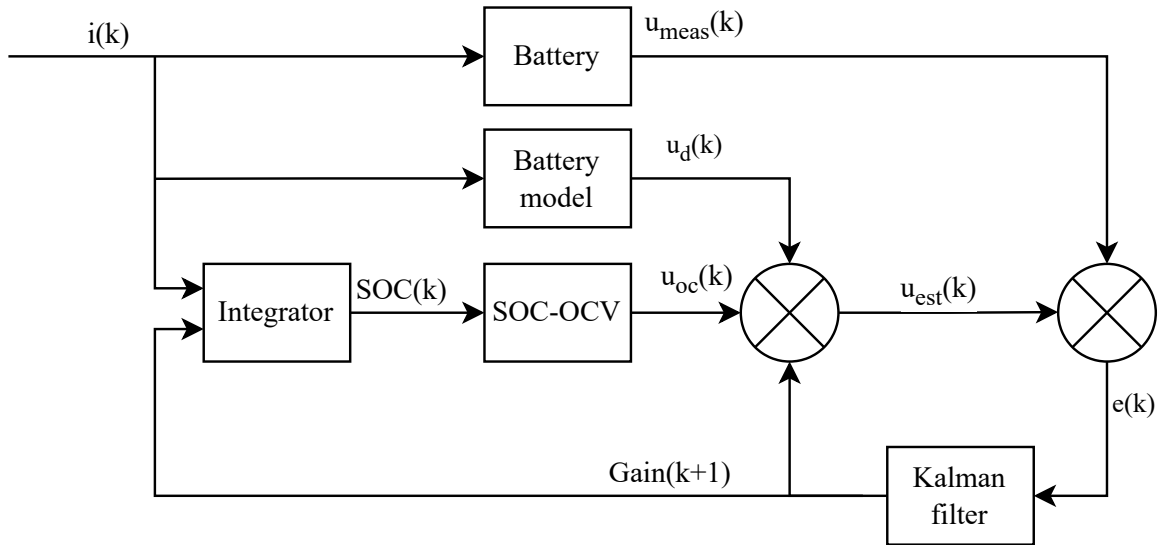 i(k)
Battery
u_meas(k)
Battery
model
u_d(k)
Integrator
SOC(k)
SOC-OCV
u_oc(k)
u_est(k)
e(k)
Gain(k+1)
Kalman
filter